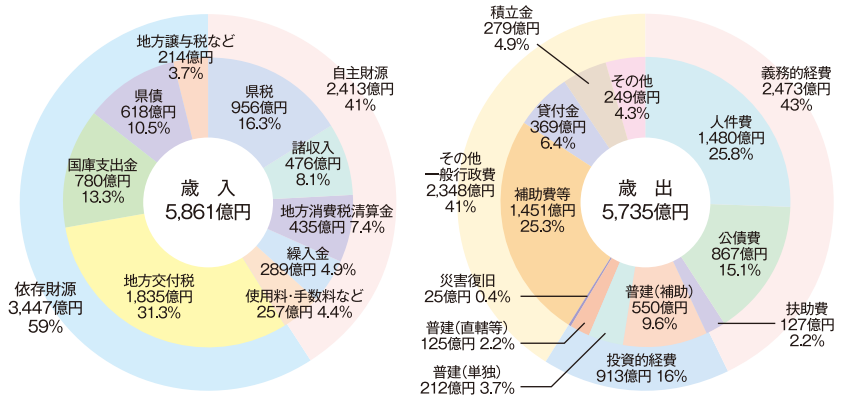 歳 入
5,861億円
自主財源
2,413億円
41%
県税
956億円
16.3%
諸収入
476億円
8.1%
地方消費税清算金
435億円 7.4%
繰入金
289億円 4.9%
使用料・手数料など
257億円 4.4%
依存財源
3,447億円
59%
地方交付税
1,835億円
31.3%
国庫支出金
780億円
13.3%
県債
618億円
10.5%
地方譲与税など
214億円
3.7%
歳 出
5,735億円
義務的経費
2,473億円
43%
人件費
1,480億円
25.8%
公債費
867億円
15.1%
扶助費
127億円
2.2%
投資的経費
913億円 16%
普建(補助)
550億円
9.6%
普建(単独)
212億円 3.7%
普建(直轄等)
125億円 2.2%
災害復旧
25億円 0.4%
その他
一般行政費
2,348億円
41%
補助費等
1,451億円
25.3%
貸付金
369億円
6.4%
積立金
279億円
4.9%
その他
249億円
4.3%